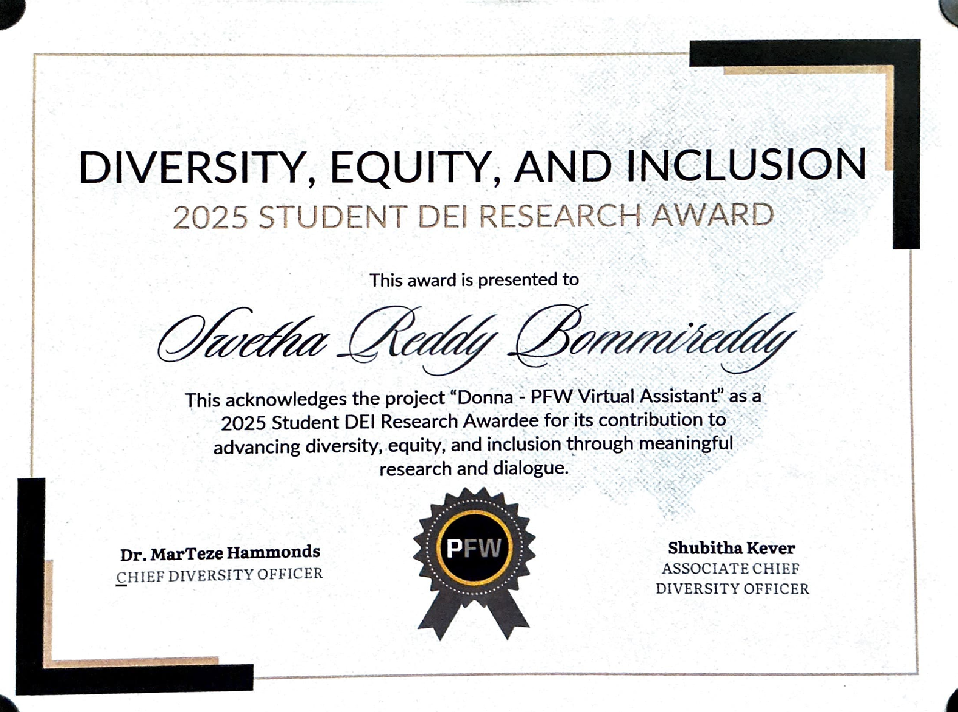 DIVERSITY, EQUITY, AND INCLUSION
2025 STUDENT DEI RESEARCH AWARD
This award is presented to
Swetha Reddy Bommireddy
This acknowledges the project “Donna - PFW Virtual Assistant” as a
2025 Student DEI Research Awardee for its contribution to
advancing diversity, equity, and inclusion through meaningful
research and dialogue.
PFW
Dr. MarTeze Hammonds
CHIEF DIVERSITY OFFICER
Shubitha Kever
ASSOCIATE CHIEF
DIVERSITY OFFICER